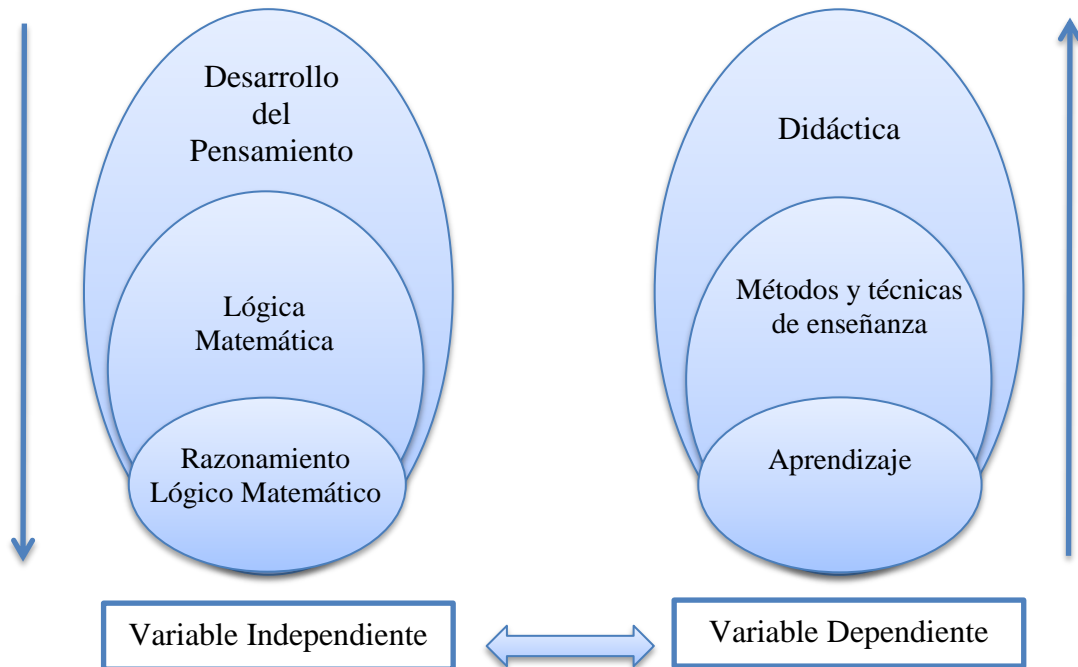 Desarrollo
del
Pensamiento
Lógica
Matemática
Razonamiento
Lógico Matemático
Variable Independiente
Didáctica
Métodos y técnicas
de enseñanza
Aprendizaje
Variable Dependiente